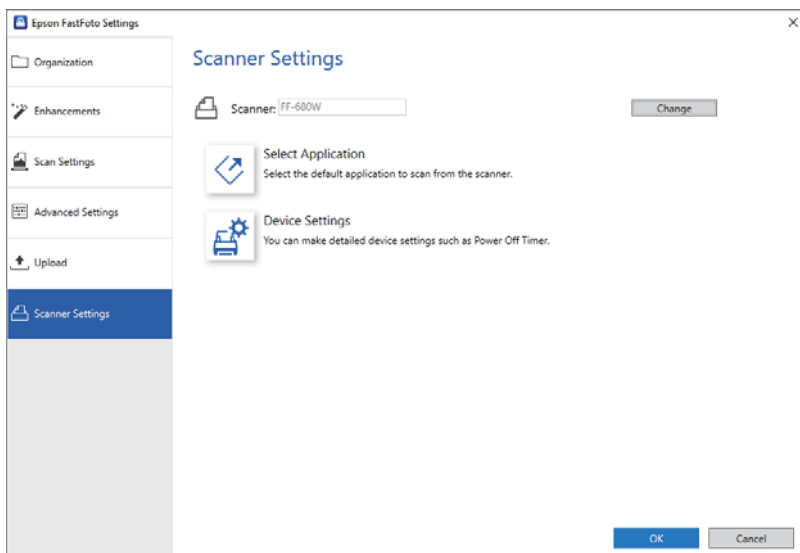 Epson FastFoto Settings
Organization
Enhancements
Scan Settings
Advanced Settings
Upload
Scanner Settings
Scanner Settings
Scanner: FF-680W
Change
Select Application
Select the default application to scan from the scanner.
Device Settings
You can make detailed device settings such as Power Off Timer.
OK
Cancel